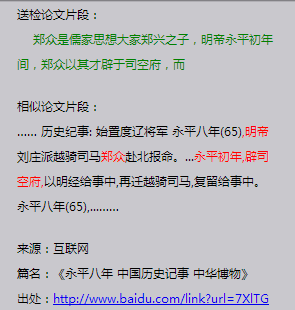 送检论文片段：
郑众是儒家思想大家郑兴之子，明帝永平初年
间，郑众以其才辟于司空府，而
相似论文片段：
...... 历史纪事: 始置度辽将军 永平八年(65),明帝
刘庄派越骑司马郑众赴北报命。...永平初年,辟司
空府,以明经给事中,再迁越骑司马,复留给事中。
永平八年(65),.........
来源：互联网
篇名：《永平八年 中国历史记事 中华博物》
出处：http://www.baidu.com/link?url=7XlTG